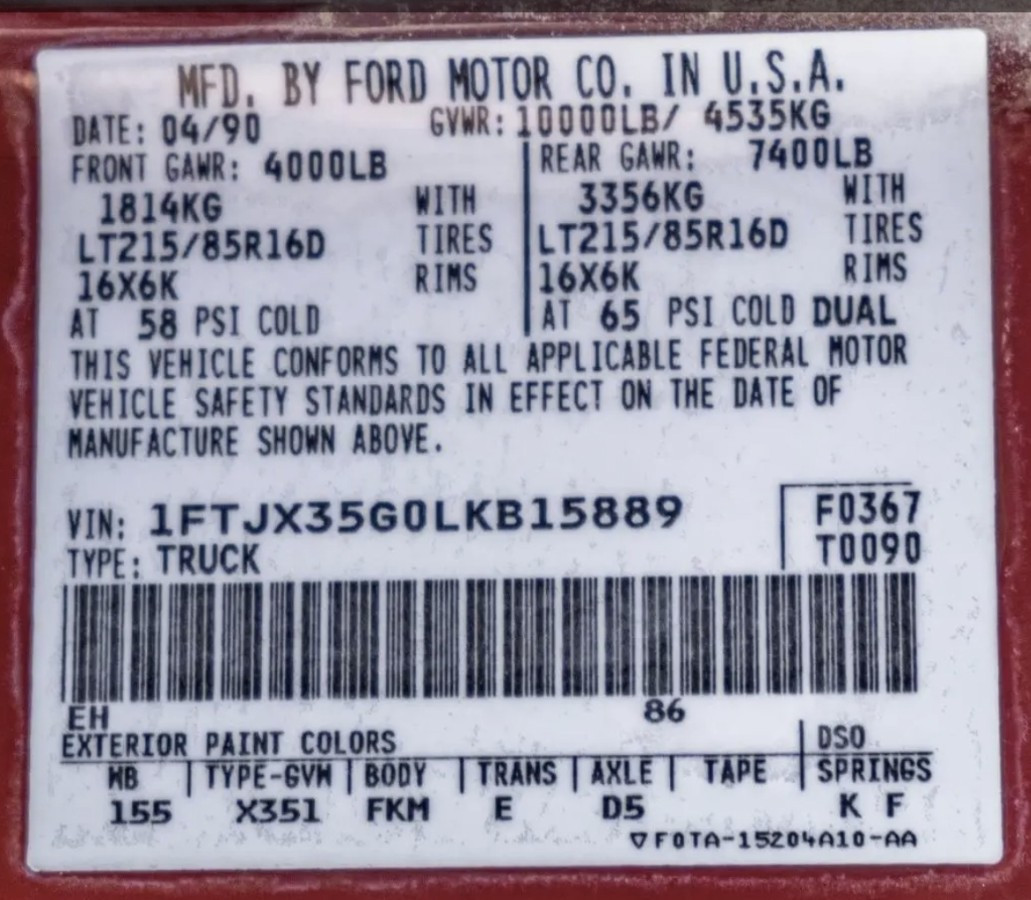 MFD. BY FORD MOTOR CO. IN U.S.A.
DATE: 04/90 GVWR: 10000LB/ 4535KG
FRONT GAWR: 4000LB REAR GAWR: 7400LB
1814KG WITH 3356KG WITH
LT215/85R16D TIRES LT215/85R16D TIRES
16X6K RIMS 16X6K RIMS
AT 58 PSI COLD AT 65 PSI COLD DUAL
THIS VEHICLE CONFORMS TO ALL APPLICABLE FEDERAL MOTOR
VEHICLE SAFETY STANDARDS IN EFFECT ON THE DATE OF
MANUFACTURE SHOWN ABOVE.
VIN: 1FTJX35G0LKB15889 F0367
TYPE: TRUCK T0090
EH 86
EXTERIOR PAINT COLORS DSO
WB TYPE-GVW BODY TRANS AXLE TAPE SPRINGS
155 X351 FKM E D5 K F
▽F0TA-15204A10-AA